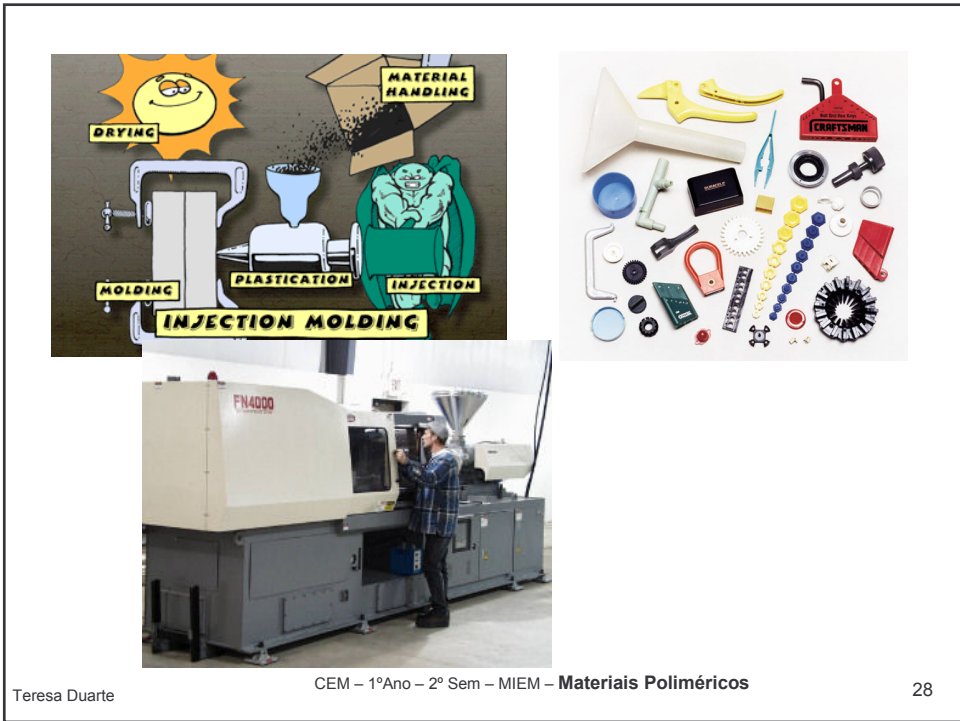 DRYING
MATERIAL
HANDLING
MOLDING
PLASTICATION
INJECTION
INJECTION MOLDING
CRAFTSMAN
FN4000
Teresa Duarte
CEM – 1ºAno – 2º Sem – MIEM – Materiais Poliméricos
28